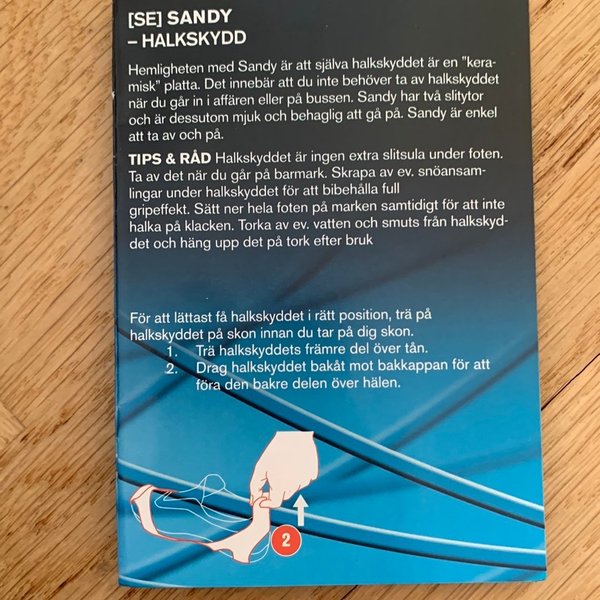 [SE] SANDY
– HALKSKYDD
Hemligheten med Sandy är att själva halkskyddet är en ”kera-
misk” platta. Det innebär att du inte behöver ta av halkskyddet
när du går in i affären eller på bussen. Sandy har två slitytor
och är dessutom mjuk och behaglig att gå på. Sandy är enkel
att ta av och på.
TIPS & RÅD Halkskyddet är ingen extra slitsula under foten.
Ta av det när du går på barmark. Skrapa av ev. snöansam-
lingar under halkskyddet för att bibehålla full
gripeffekt. Sätt ner hela foten på marken samtidigt för att inte
halka på klacken. Torka av ev. vatten och smuts från halkskyd-
det och häng upp det på tork efter bruk
För att lättast få halkskyddet i rätt position, trä på
halkskyddet på skon innan du tar på dig skon.
1. Trä halkskyddets främre del över tån.
2. Drag halkskyddet bakåt mot bakkappan för att
föra den bakre delen över hälen.
2